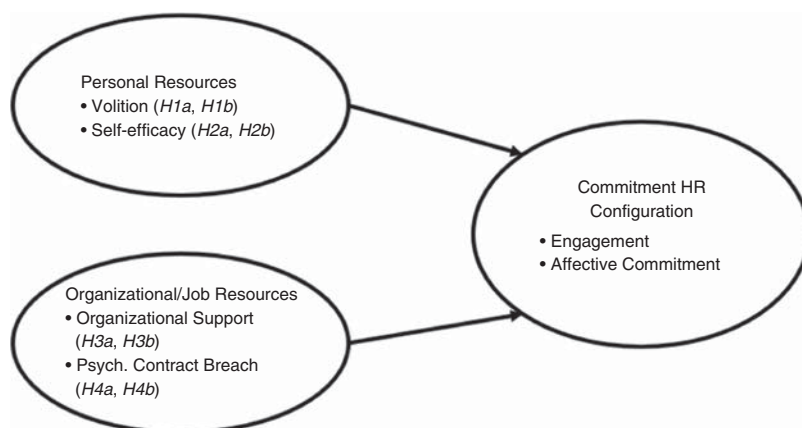 Personal Resources
• Volition (H1a, H1b)
• Self-efficacy (H2a, H2b)
Organizational/Job Resources
• Organizational Support
(H3a, H3b)
• Psych. Contract Breach
(H4a, H4b)
Commitment HR
Configuration
• Engagement
• Affective Commitment